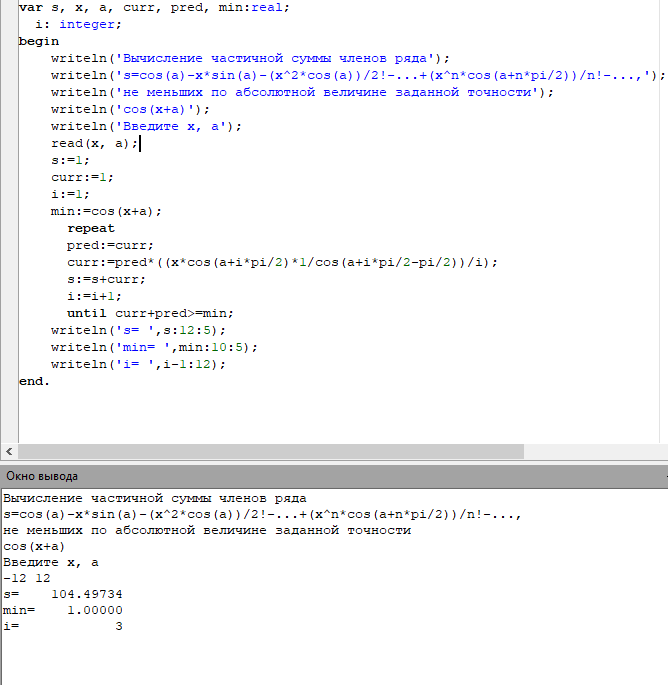 var s, x, a, curr, pred, min:real;
i: integer;
begin
writeln('Вычисление частичной суммы членов ряда');
writeln('s=cos(a)-x*sin(a)-(x^2*cos(a))/2!-...+(x^n*cos(a+n*pi/2))/n!-...,');
writeln('не меньших по абсолютной величине заданной точности');
writeln('cos(x+a)');
writeln('Введите x, a');
read(x, a);
s:=1;
curr:=1;
i:=1;
min:=cos(x+a);
repeat
pred:=curr;
curr:=pred*((x*cos(a+i*pi/2)*1/cos(a+i*pi/2-pi/2))/i);
s:=s+curr;
i:=i+1;
until curr+pred>=min;
writeln('s= ',s:12:5);
writeln('min= ',min:10:5);
writeln('i= ',i-1:12);
end.
Окно вывода
Вычисление частичной суммы членов ряда
s=cos(a)-x*sin(a)-(x^2*cos(a))/2!-...+(x^n*cos(a+n*pi/2))/n!-...,
не меньших по абсолютной величине заданной точности
cos(x+a)
Введите x, a
-12 12
s= 104.49734
min= 1.00000
i= 3